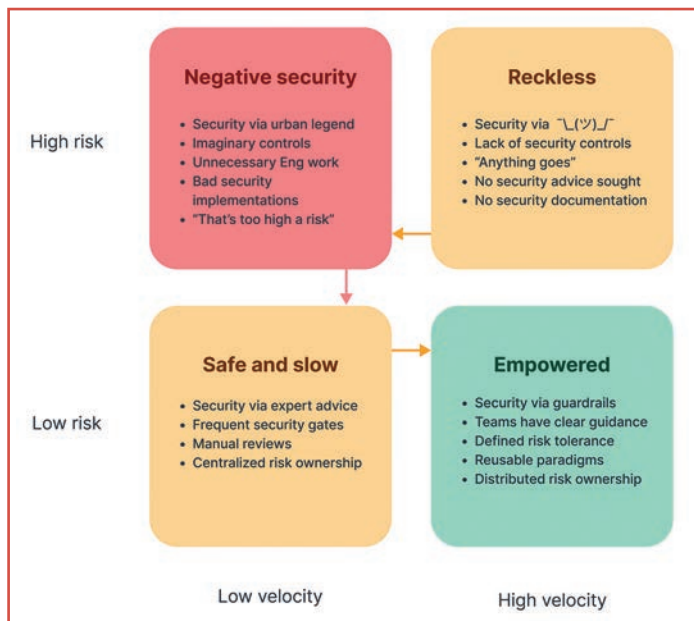 Negative security
• Security via urban legend
• Imaginary controls
• Unnecessary Eng work
• Bad security
implementations
• "That's too high a risk"
Reckless
• Security via ¯\_(ツ)_/¯
• Lack of security controls
• "Anything goes"
• No security advice sought
• No security documentation
High risk
Safe and slow
• Security via expert advice
• Frequent security gates
• Manual reviews
• Centralized risk ownership
Empowered
• Security via guardrails
• Teams have clear guidance
• Defined risk tolerance
• Reusable paradigms
• Distributed risk ownership
Low risk
Low velocity
High velocity